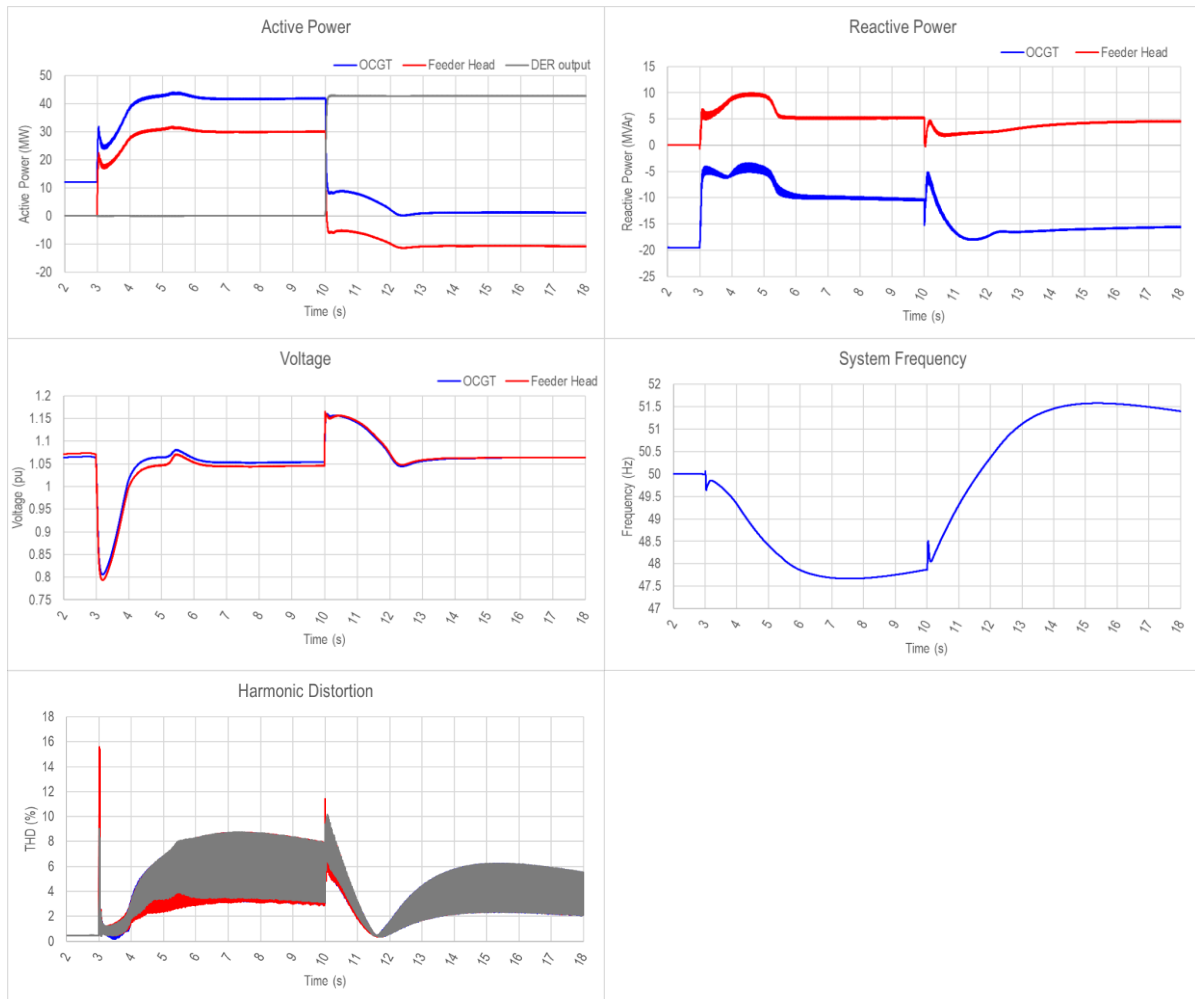 Active Power
OCGT Feeder Head DER output
Active Power (MW)
50
40
30
20
10
0
-10
-20
2 3 4 5 6 7 8 9 10 11 12 13 14 15 16 17 18
Time (s)
Reactive Power
OCGT Feeder Head
Reactive Power (MVAr)
15
10
5
0
-5
-10
-15
-20
-25
2 3 4 5 6 7 8 9 10 11 12 13 14 15 16 17 18
Time (s)
Voltage
OCGT Feeder Head
Voltage (pu)
1.2
1.15
1.1
1.05
1
0.95
0.9
0.85
0.8
0.75
2 3 4 5 6 7 8 9 10 11 12 13 14 15 16 17 18
Time (s)
System Frequency
Frequency (Hz)
52
51.5
51
50.5
50
49.5
49
48.5
48
47.5
47
2 3 4 5 6 7 8 9 10 11 12 13 14 15 16 17 18
Time (s)
Harmonic Distortion
THD (%)
18
16
14
12
10
8
6
4
2
0
2 3 4 5 6 7 8 9 10 11 12 13 14 15 16 17 18
Time (s)